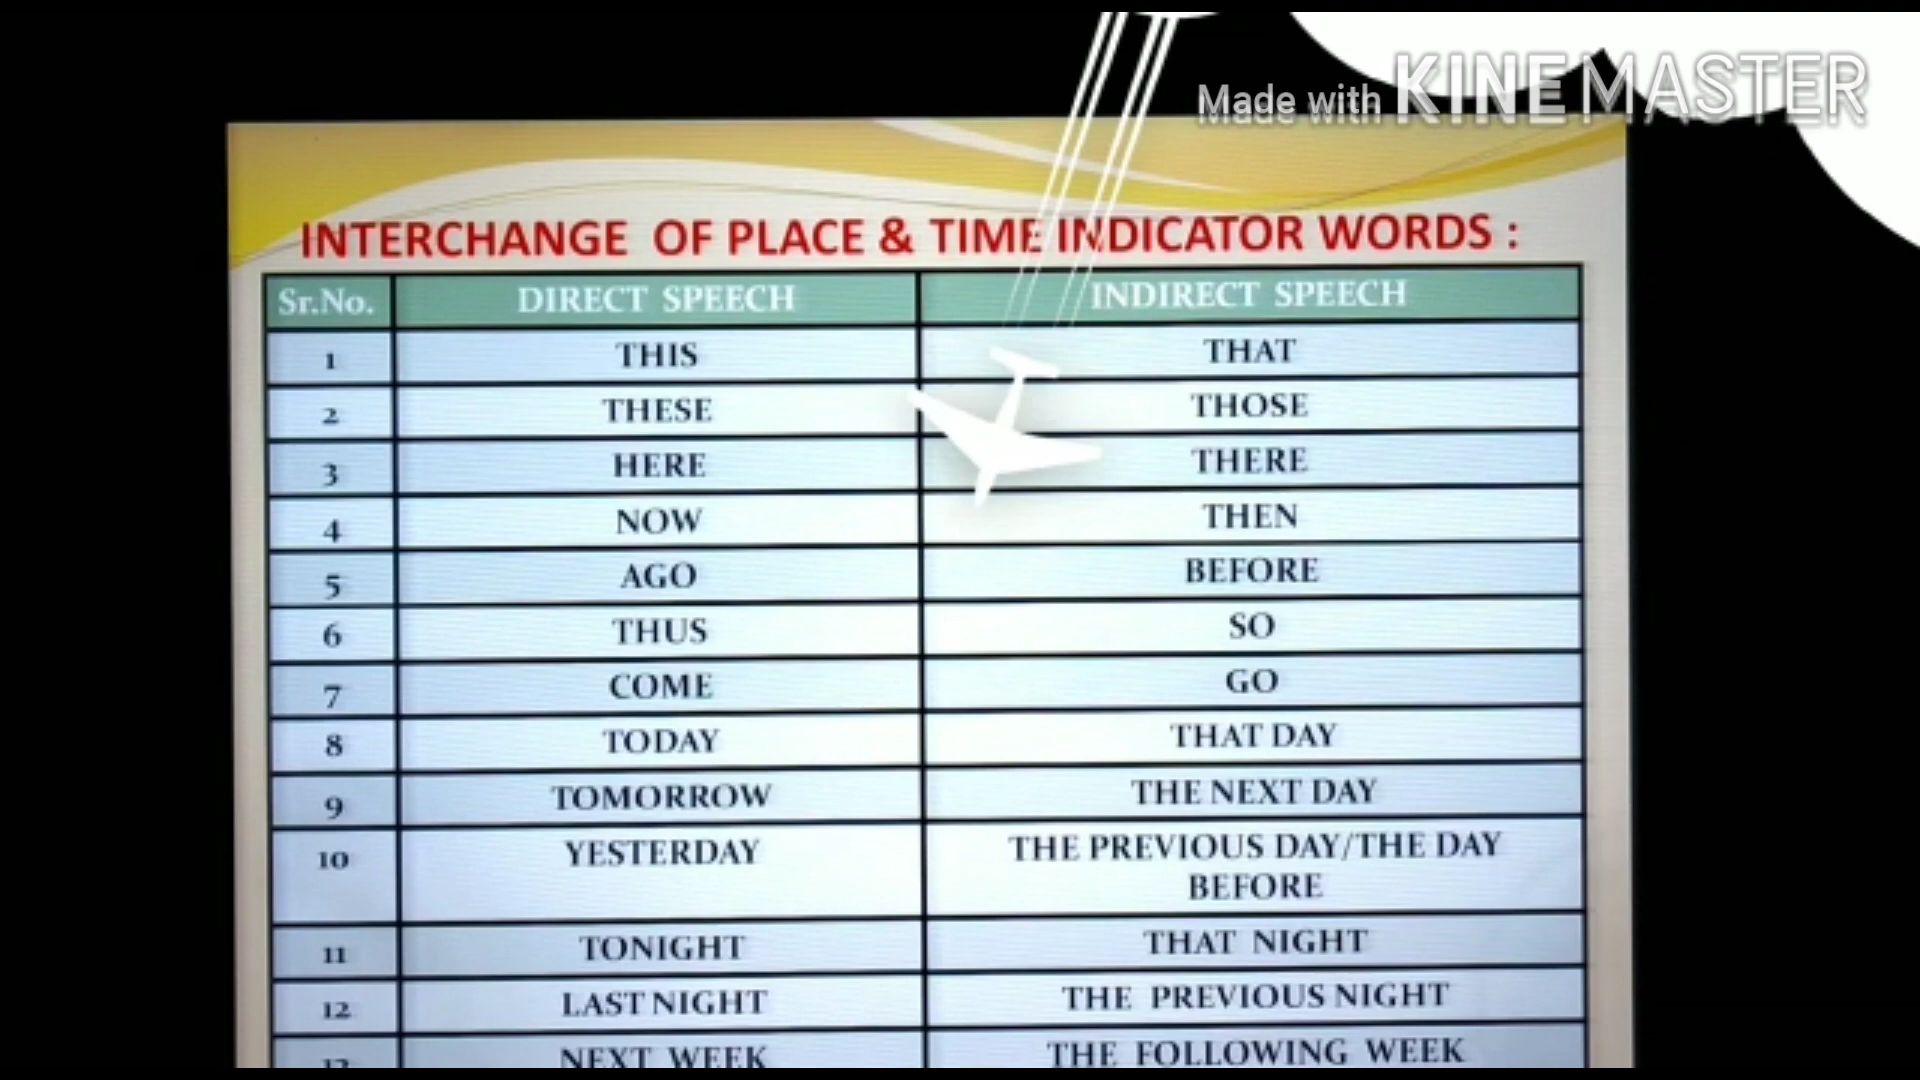 Made with KINEMASTER
INTERCHANGE OF PLACE & TIME INDICATOR WORDS :
Sr.No. DIRECT SPEECH INDIRECT SPEECH
1 THIS THAT
2 THESE THOSE
3 HERE THERE
4 NOW THEN
5 AGO BEFORE
6 THUS SO
7 COME GO
8 TODAY THAT DAY
9 TOMORROW THE NEXT DAY
10 YESTERDAY THE PREVIOUS DAY/THE DAY
BEFORE
11 TONIGHT THAT NIGHT
12 LAST NIGHT THE PREVIOUS NIGHT
13 NEXT WEEK THE FOLLOWING WEEK